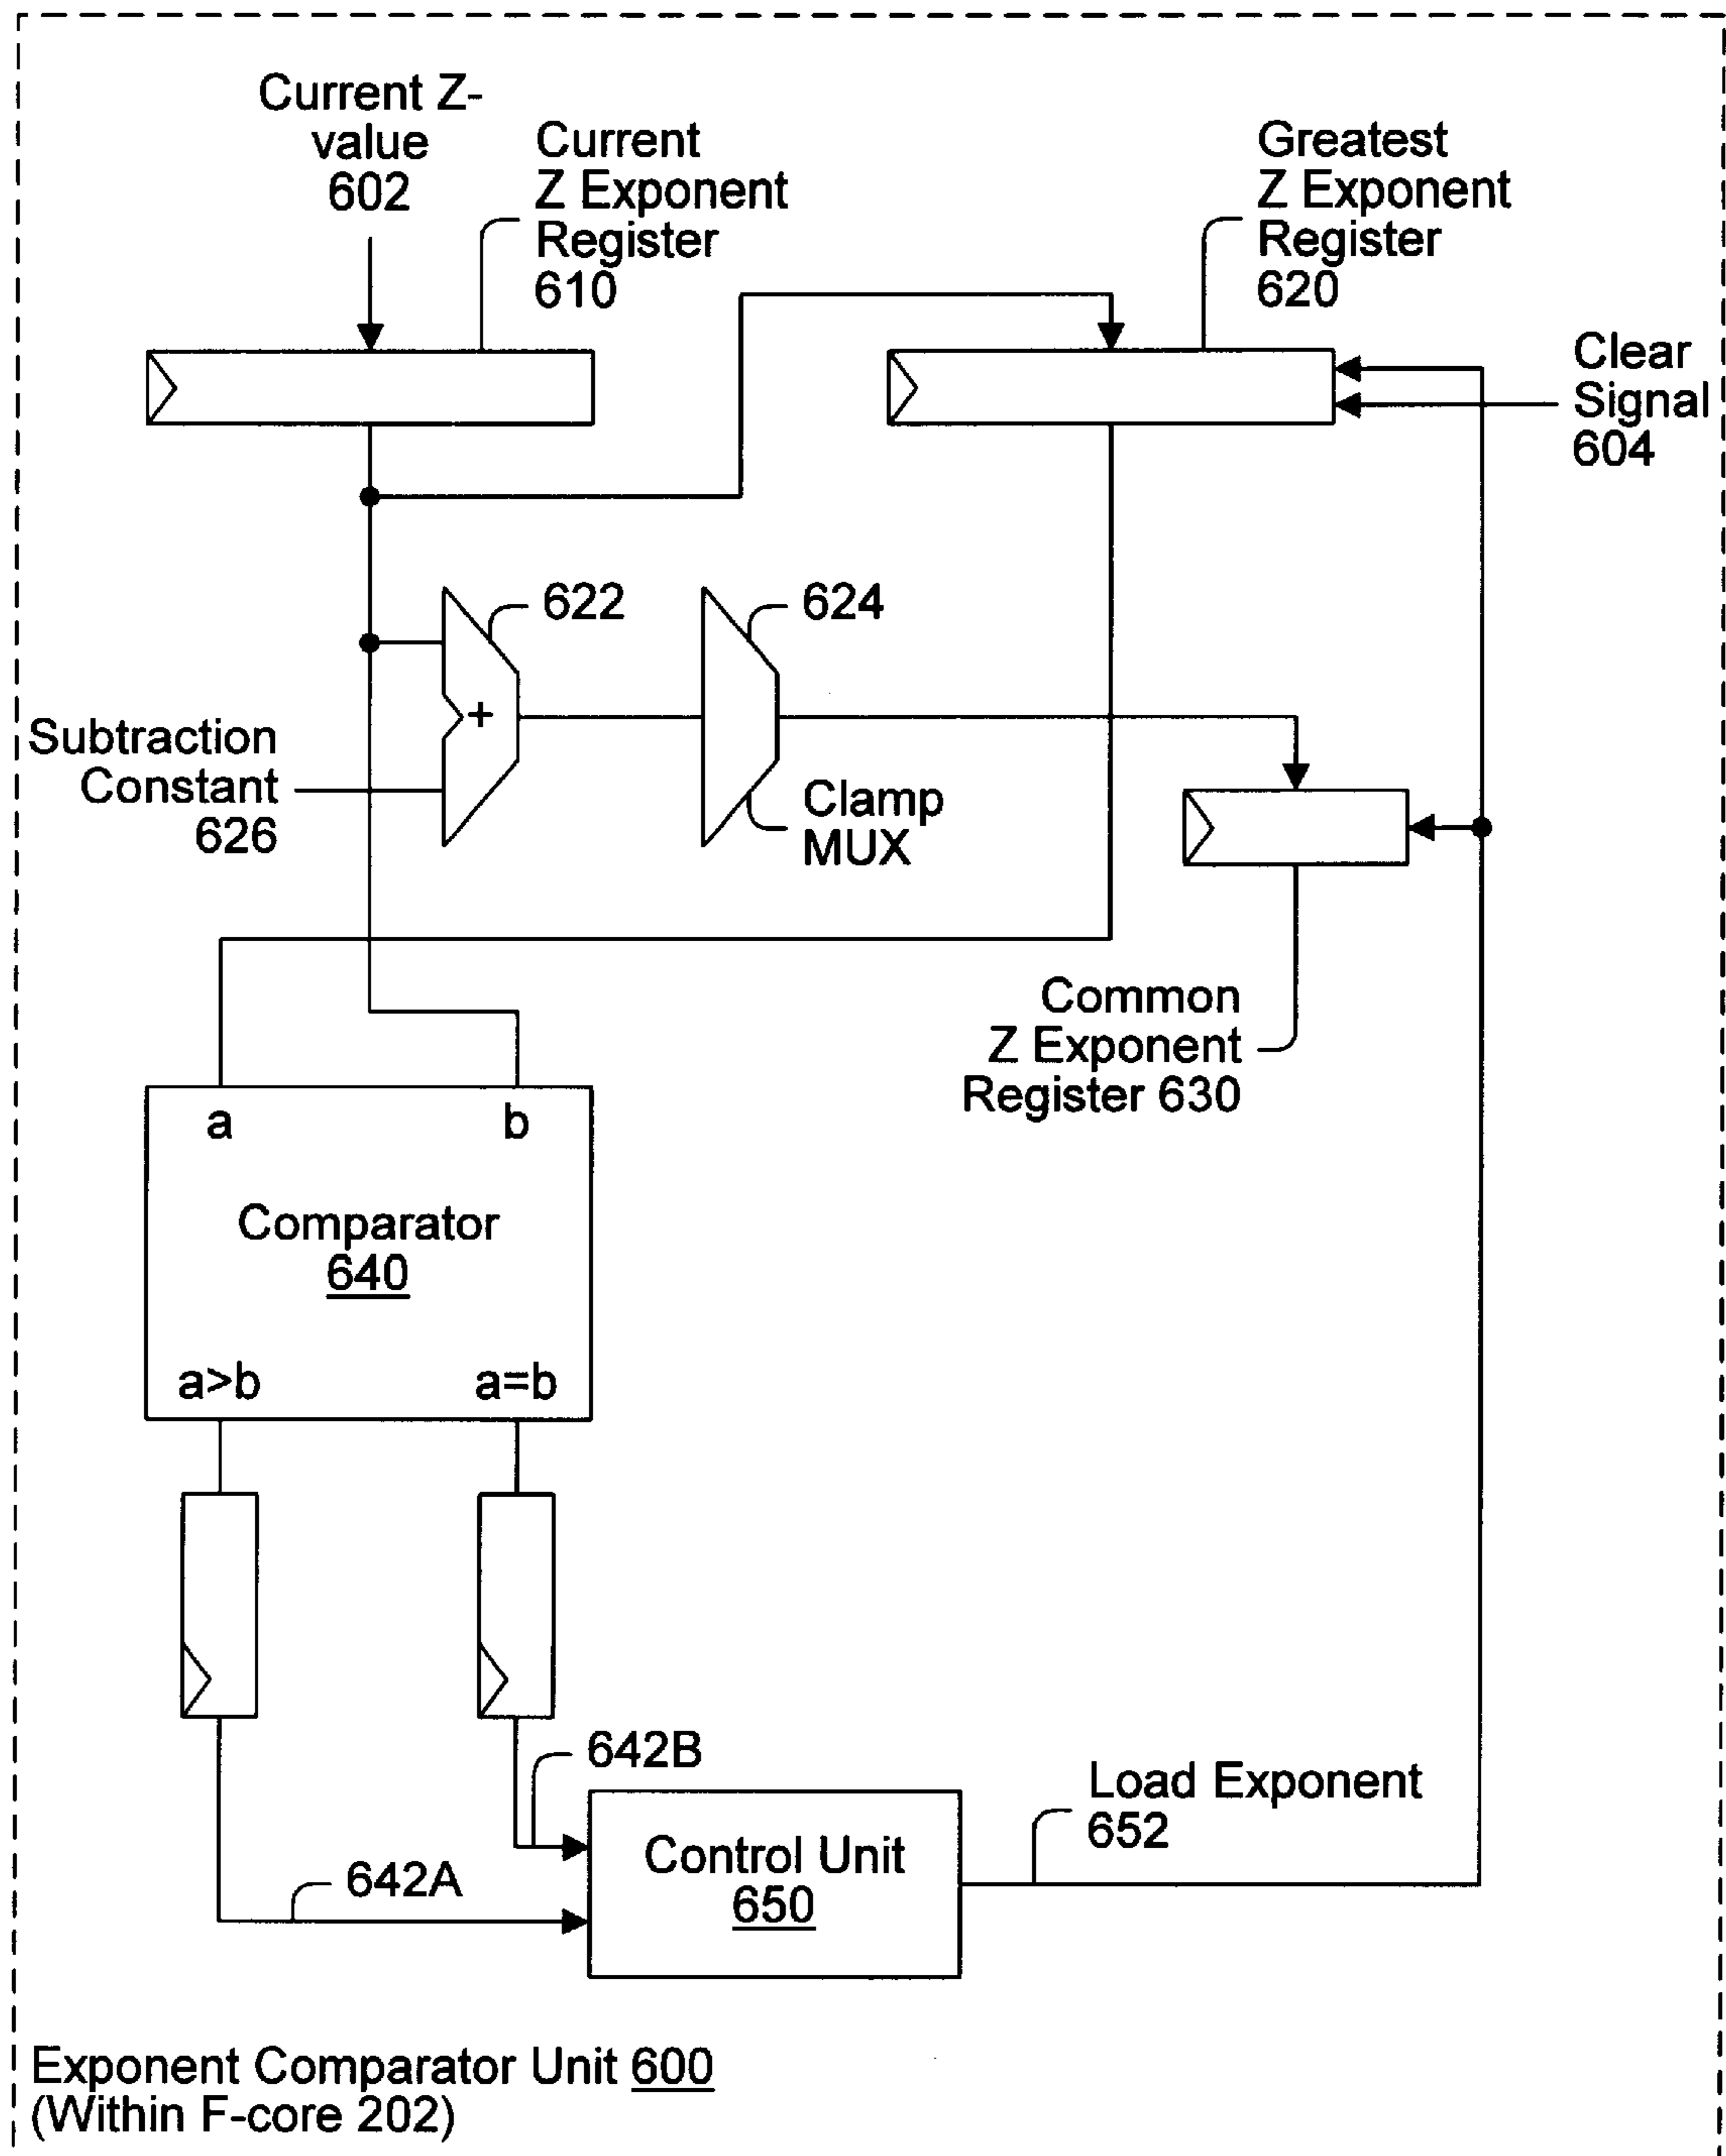 Current Z-
value
602
Current
Z Exponent
Register
610
Greatest
Z Exponent
Register
620
Clear
Signal
604
622
624
+
Subtraction
Constant
626
Clamp
MUX
Common
Z Exponent
Register 630
a
b
Comparator
640
a>b
a=b
642B
Load Exponent
652
Control Unit
650
642A
Exponent Comparator Unit 600
(Within F-core 202)